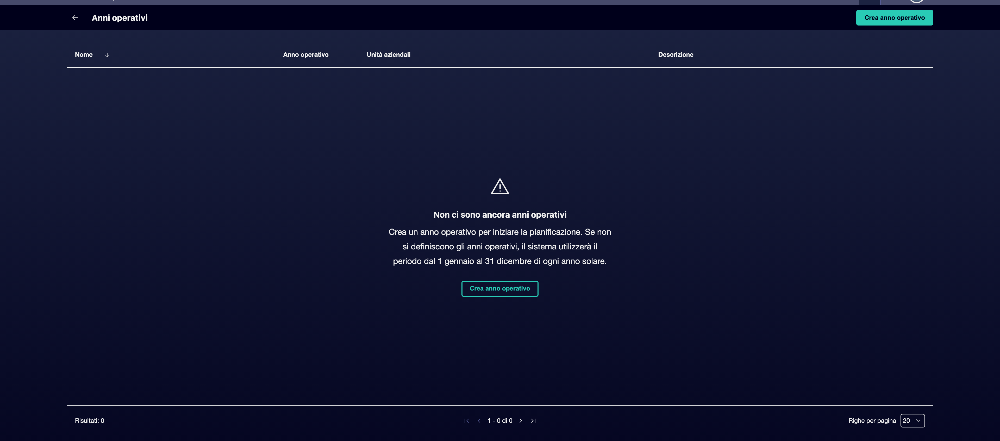 Anni operativi
Crea anno operativo
Nome
Anno operativo
Unità aziendali
Descrizione
Non ci sono ancora anni operativi
Crea un anno operativo per iniziare la pianificazione. Se non
si definiscono gli anni operativi, il sistema utilizzerà il
periodo dal 1 gennaio al 31 dicembre di ogni anno solare.
Crea anno operativo
Risultati: 0
1 - 0 di 0
Righe per pagina
20